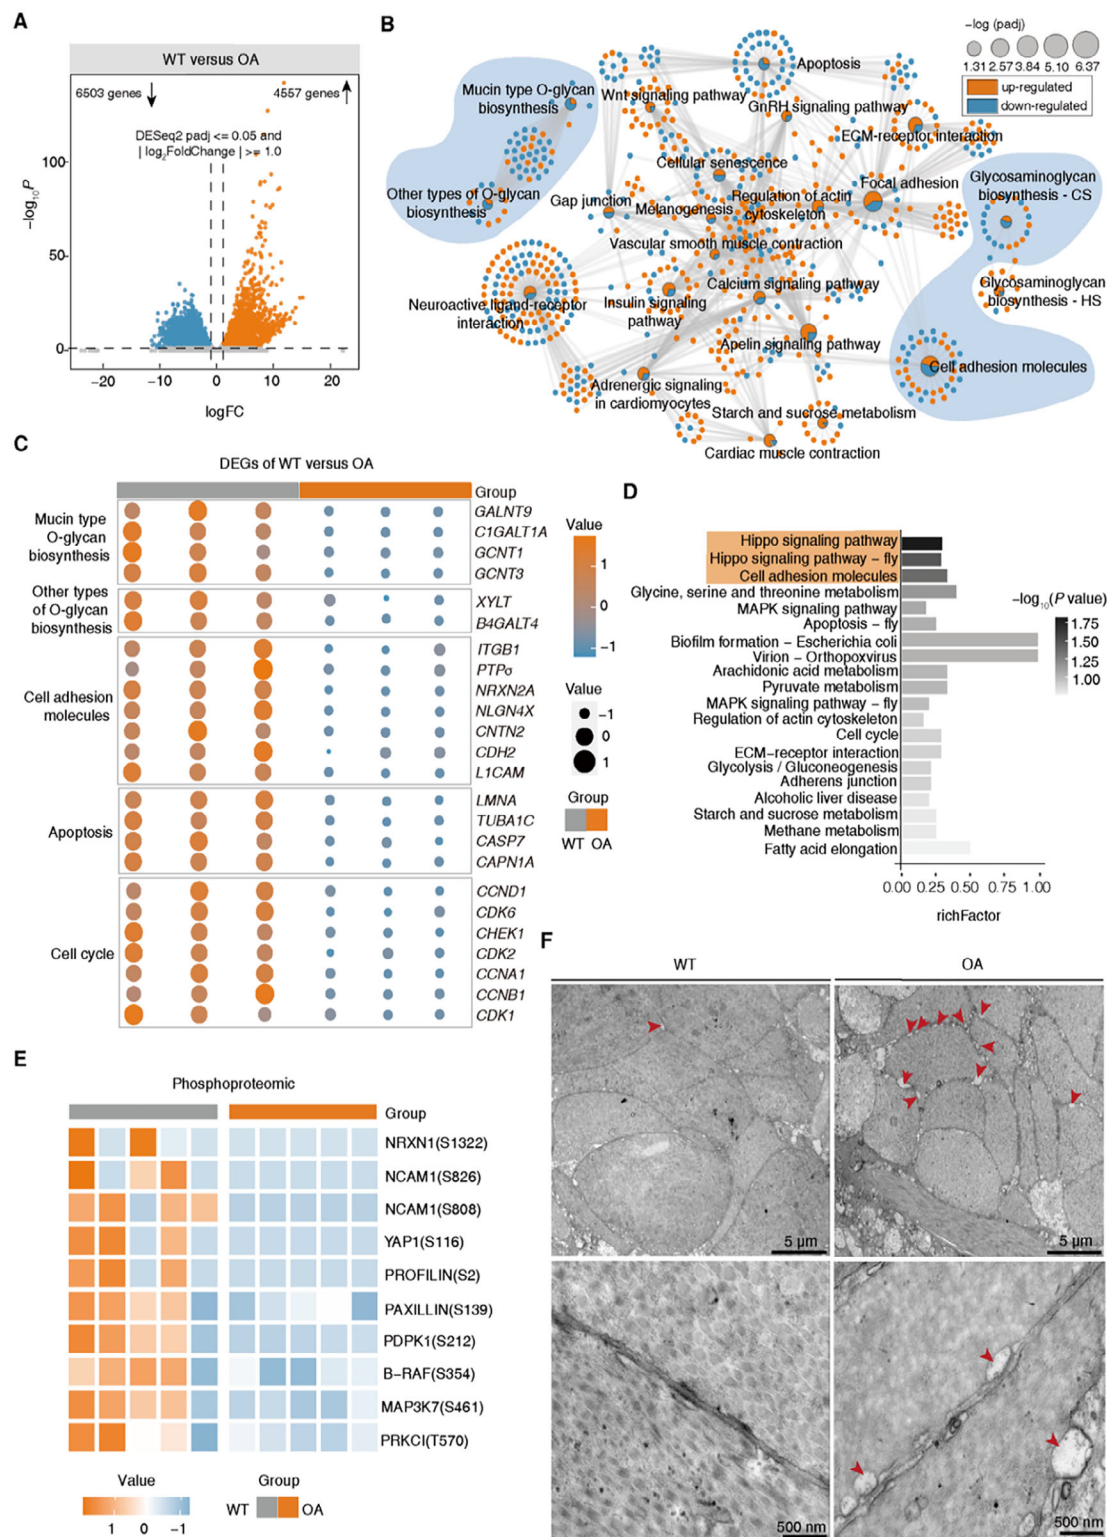 A
WT versus OA
6503 genes
4557 genes
DESeq2 padj <= 0.05 and
| log2FoldChange | >= 1.0
100
50
0
−log10P
−20
−10
0
10
20
logFC
B
−log (padj)
1.31 2.57 3.84 5.10 6.37
up-regulated
down-regulated
Apoptosis
Mucin type O-glycan
biosynthesis
Wnt signaling pathway
GnRH signaling pathway
ECM-receptor interaction
Cellular senescence
Focal adhesion
Glycosaminoglycan
biosynthesis - CS
Other types of O-glycan
biosynthesis
Gap junction
Melanogenesis
Regulation of actin
cytoskeleton
Vascular smooth muscle contraction
Glycosaminoglycan
biosynthesis - HS
Calcium signaling pathway
Neuroactive ligand-receptor
interaction
Insulin signaling
pathway
Apelin signaling pathway
Cell adhesion molecules
Adrenergic signaling
in cardiomyocytes
Starch and sucrose metabolism
Cardiac muscle contraction
C
DEGs of WT versus OA
Group
Mucin type
O-glycan
biosynthesis
GALNT9
C1GALT1A
GCNT1
GCNT3
Other types
of O-glycan
biosynthesis
XYLT
B4GALT4
Cell adhesion
molecules
ITGB1
PTPσ
NRXN2A
NLGN4X
CNTN2
CDH2
L1CAM
Apoptosis
LMNA
TUBA1C
CASP7
CAPN1A
Cell cycle
CCND1
CDK6
CHEK1
CDK2
CCNA1
CCNB1
CDK1
Value
1
0
−1
Value
−1
0
1
Group
WT OA
D
Hippo signaling pathway
Hippo signaling pathway − fly
Cell adhesion molecules
Glycine, serine and threonine metabolism
MAPK signaling pathway
Apoptosis − fly
Biofilm formation − Escherichia coli
Virion − Orthopoxvirus
Arachidonic acid metabolism
Pyruvate metabolism
MAPK signaling pathway − fly
Regulation of actin cytoskeleton
Cell cycle
ECM−receptor interaction
Glycolysis / Gluconeogenesis
Adherens junction
Alcoholic liver disease
Starch and sucrose metabolism
Methane metabolism
Fatty acid elongation
0.00 0.25 0.50 0.75 1.00
richFactor
−log10(P value)
1.75
1.50
1.25
1.00
E
Phosphoproteomic
Group
NRXN1(S1322)
NCAM1(S826)
NCAM1(S808)
YAP1(S116)
PROFILIN(S2)
PAXILLIN(S139)
PDPK1(S212)
B−RAF(S354)
MAP3K7(S461)
PRKCI(T570)
Value
1 0 −1
Group
WT OA
F
WT
OA
5 µm
5 µm
500 nm
500 nm